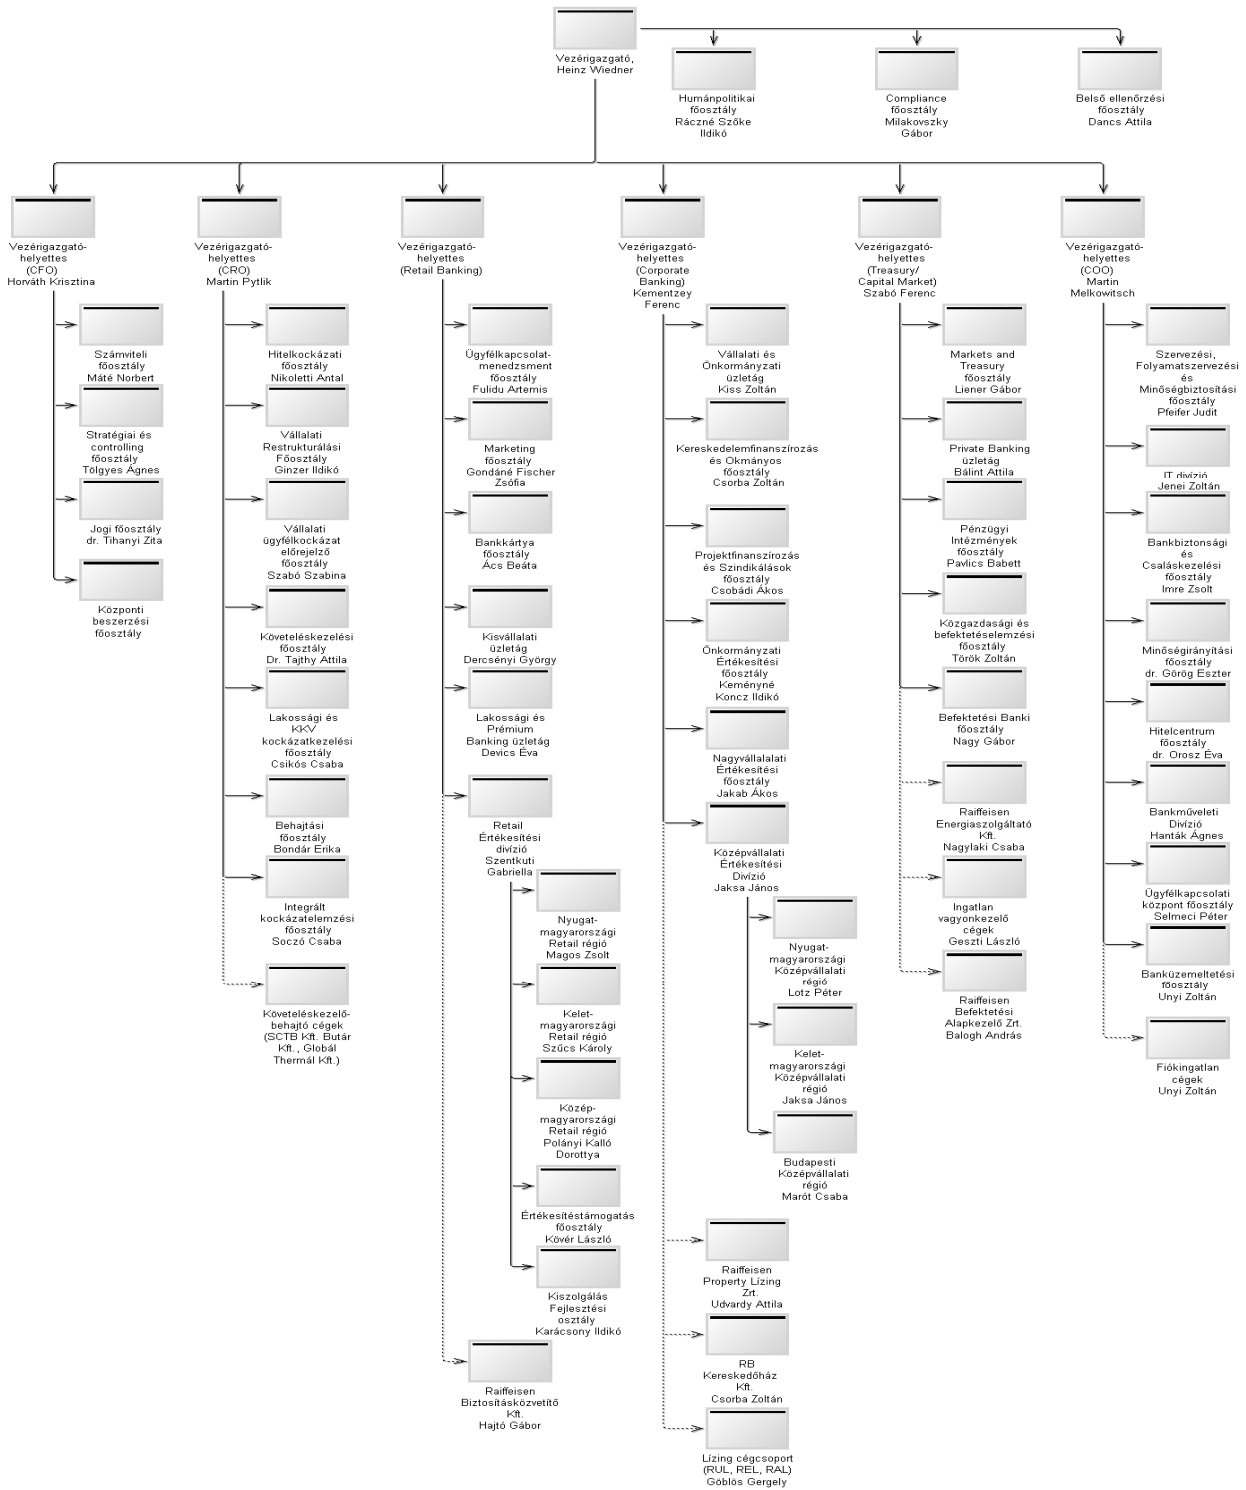 Vezérigazgató,
Heinz Wiedner
Humánpolitikai
főosztály
Ráczné Szőke
Ildikó
Compliance
főosztály
Milakovszky
Gábor
Belső ellenőrzési
főosztály
Dancs Attila
Vezérigazgató-
helyettes
(CFO)
Horváth Krisztina
Számviteli
főosztály
Máté Norbert
Stratégiai és
controlling
főosztály
Tölgyes Ágnes
Jogi főosztály
dr. Tihanyi Zita
Központi
beszerzési
főosztály
Vezérigazgató-
helyettes
(CRO)
Martin Pytlik
Hitelkockázati
főosztály
Nikoletti Antal
Vállalati
Restrukturálási
Főosztály
Ginzer Ildikó
Vállalati
ügyfélkockázat
előrejelző
főosztály
Szabó Szabina
Követeléskezelési
főosztály
Dr. Tajthy Attila
Lakossági és
KKV
kockázatkezelési
főosztály
Csikós Csaba
Behajtási
főosztály
Bondár Erika
Integrált
kockázatelemzési
főosztály
Soczó Csaba
Követeléskezelő-
behajtó cégek
(SCTB Kft. Butár
Kft., Globál
Thermál Kft.)
Vezérigazgató-
helyettes
(Retail Banking)
Ügyfélkapcsolat-
menedzsment
főosztály
Fulidu Artemis
Marketing
főosztály
Gondáné Fischer
Zsófia
Bankkártya
főosztály
Ács Beáta
Kisvállalati
üzletág
Dercsényi György
Lakossági és
Prémium
Banking üzletág
Devics Éva
Retail
Értékesítési
divízió
Szentkuti
Gabriella
Nyugat-
magyarországi
Retail régió
Magos Zsolt
Kelet-
magyarországi
Retail régió
Szűcs Károly
Közép-
magyarországi
Retail régió
Polányi Kalló
Dorottya
Értékesítéstámogatás
főosztály
Kövér László
Kiszolgálás
Fejlesztési
osztály
Karácsony Ildikó
Raiffeisen
Biztosításközvetítő
Kft.
Hajtó Gábor
Vezérigazgató-
helyettes
(Corporate
Banking)
Kementzey
Ferenc
Vállalati és
Önkormányzati
üzletág
Kiss Zoltán
Kereskedelemfinanszírozás
és Okmányos
főosztály
Csorba Zoltán
Projektfinanszírozás
és Szindikálások
főosztály
Csobádi Ákos
Önkormányzati
Értékesítési
főosztály
Keményné
Koncz Ildikó
Nagyvállalalati
Értékesítési
főosztály
Jakab Ákos
Középvállalati
Értékesítési
Divízió
Jaksa János
Nyugat-
magyarországi
Középvállalati
régió
Lotz Péter
Kelet-
magyarországi
Középvállalati
régió
Jaksa János
Budapesti
Középvállalati
régió
Marót Csaba
Raiffeisen
Property Lízing
Zrt.
Udvardy Attila
RB
Kereskedőház
Kft.
Csorba Zoltán
Lízing cégcsoport
(RUL, REL, RAL)
Göblös Gergely
Vezérigazgató-
helyettes
(Treasury/
Capital Market)
Szabó Ferenc
Markets and
Treasury
főosztály
Liener Gábor
Private Banking
üzletág
Bálint Attila
Pénzügyi
Intézmények
főosztály
Pavlics Babett
Közgazdasági és
befektetéselemzési
főosztály
Török Zoltán
Befektetési Banki
főosztály
Nagy Gábor
Raiffeisen
Energiaszolgáltató
Kft.
Nagylaki Csaba
Ingatlan
vagyonkezelő
cégek
Geszti László
Raiffeisen
Befektetési
Alapkezelő Zrt.
Balogh András
Vezérigazgató-
helyettes
(COO)
Martin
Melkowitsch
Szervezési,
Folyamatszervezési
és
Minőségbiztosítási
főosztály
Pfeifer Judit
IT divízió
Jenei Zoltán
Bankbiztonsági
és
Csaláskezelési
főosztály
Imre Zsolt
Minőségirányítási
főosztály
dr. Görög Eszter
Hitelcentrum
főosztály
dr. Orosz Éva
Bankműveleti
Divízió
Hanták Ágnes
Ügyfélkapcsolati
központ főosztály
Selmeci Péter
Banküzemeltetési
főosztály
Unyi Zoltán
Fiókingatlan
cégek
Unyi Zoltán